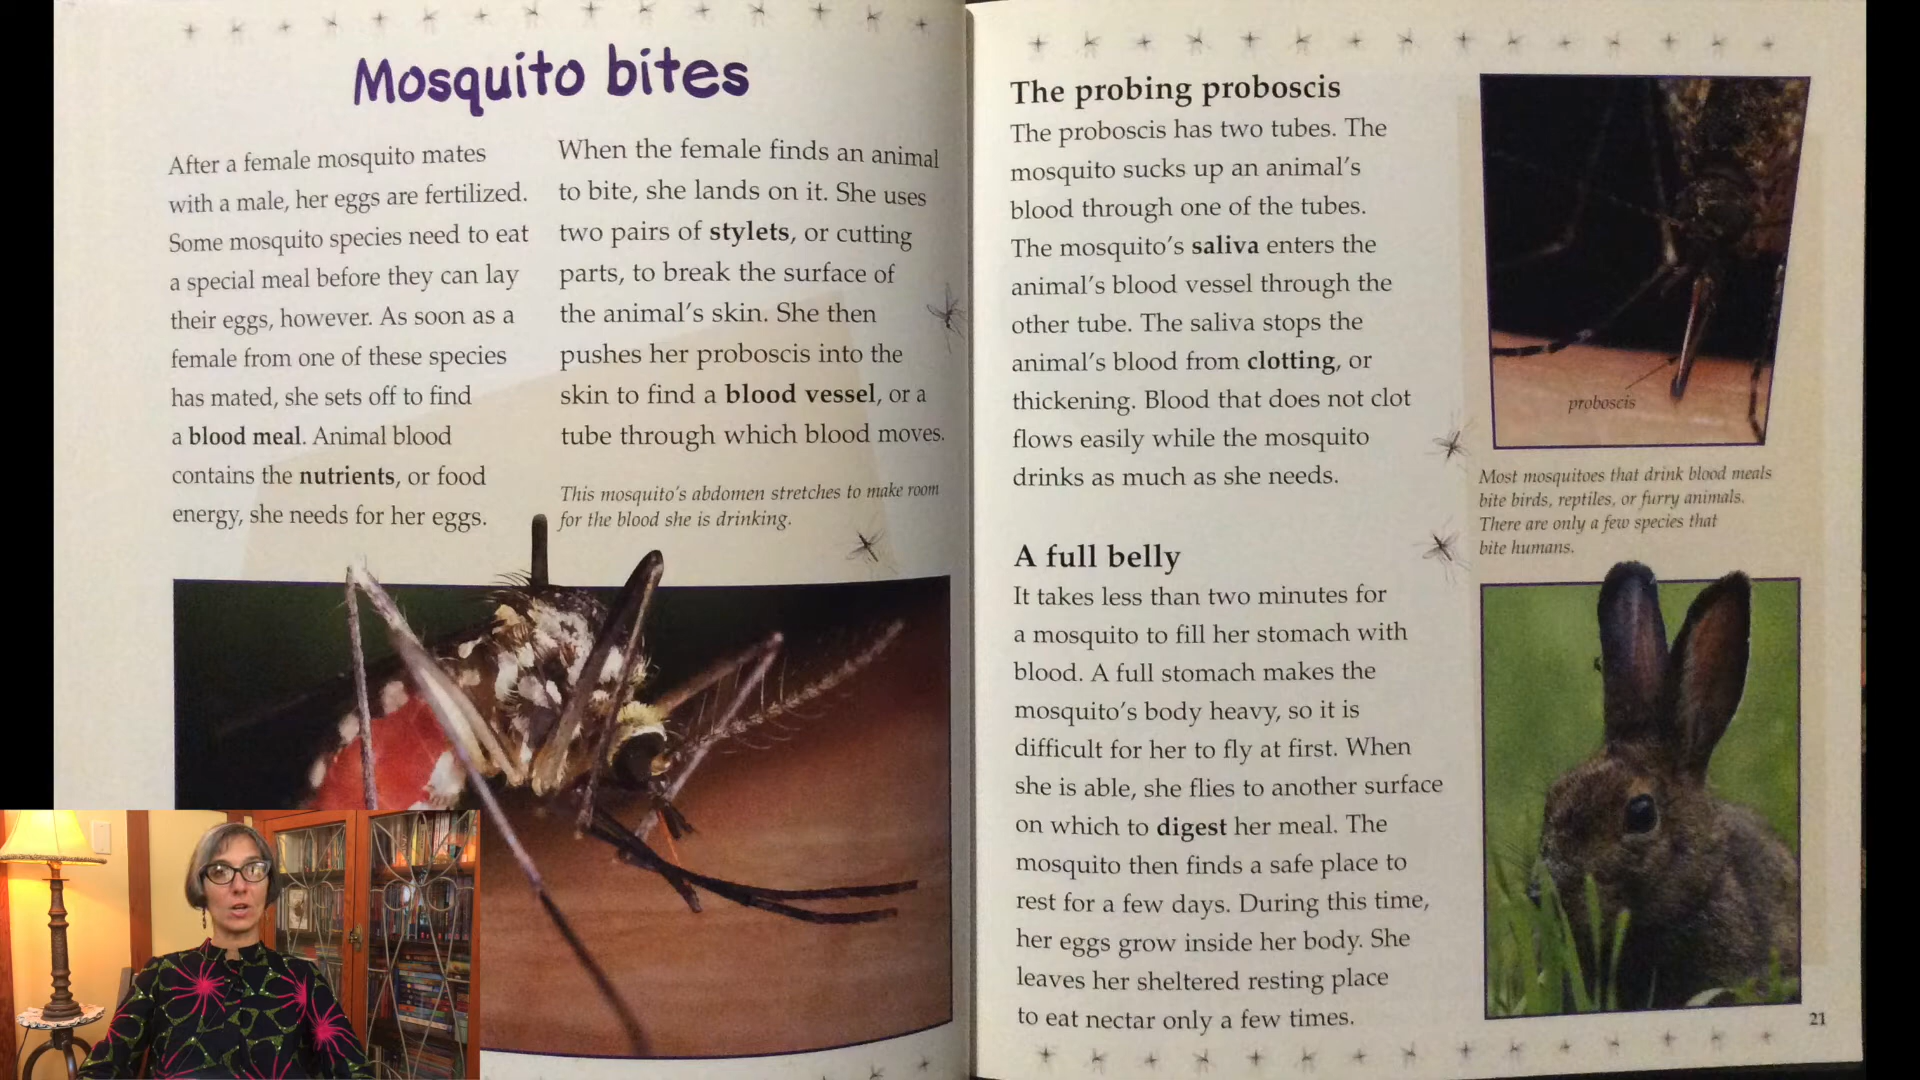 Mosquito bites
After a female mosquito mates
with a male, her eggs are fertilized.
Some mosquito species need to eat
a special meal before they can lay
their eggs, however. As soon as a
female from one of these species
has mated, she sets off to find
a blood meal. Animal blood
contains the nutrients, or food
energy, she needs for her eggs.
When the female finds an animal
to bite, she lands on it. She uses
two pairs of stylets, or cutting
parts, to break the surface of
the animal's skin. She then
pushes her proboscis into the
skin to find a blood vessel, or a
tube through which blood moves.
This mosquito's abdomen stretches to make room
for the blood she is drinking.
The probing proboscis
The proboscis has two tubes. The
mosquito sucks up an animal's
blood through one of the tubes.
The mosquito's saliva enters the
animal's blood vessel through the
other tube. The saliva stops the
animal's blood from clotting, or
thickening. Blood that does not clot
flows easily while the mosquito
drinks as much as she needs.
A full belly
It takes less than two minutes for
a mosquito to fill her stomach with
blood. A full stomach makes the
mosquito's body heavy, so it is
difficult for her to fly at first. When
she is able, she flies to another surface
on which to digest her meal. The
mosquito then finds a safe place to
rest for a few days. During this time,
her eggs grow inside her body. She
leaves her sheltered resting place
to eat nectar only a few times.
proboscis
Most mosquitoes that drink blood meals
bite birds, reptiles, or furry animals.
There are only a few species that
bite humans.
21